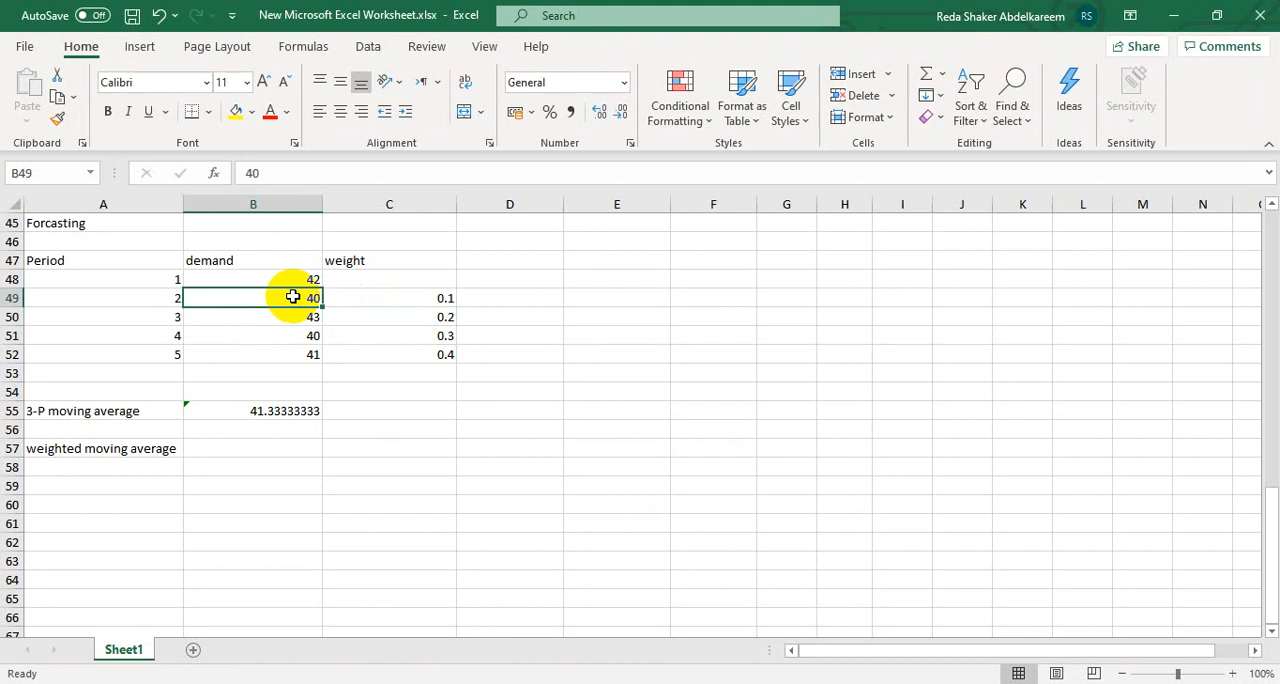 AutoSave Off New Microsoft Excel Worksheet.xlsx - Excel Search Reda Shaker Abdelkareem RS
File Home Insert Page Layout Formulas Data Review View Help Share Comments
Paste Calibri 11 General Conditional Formatting Format as Table Cell Styles Insert Delete Format Sort & Filter Find & Select Ideas Sensitivity
Clipboard Font Alignment Number Styles Cells Editing Ideas Sensitivity
B49 fx 40
A B C D E F G H I J K L M N
45 Forcasting
46
47 Period demand weight
48 1 42
49 2 40 0.1
50 3 43 0.2
51 4 40 0.3
52 5 41 0.4
53
54
55 3-P moving average 41.33333333
56
57 weighted moving average
58
59
60
61
62
63
64
65
66
67
Sheet1
Ready 100%